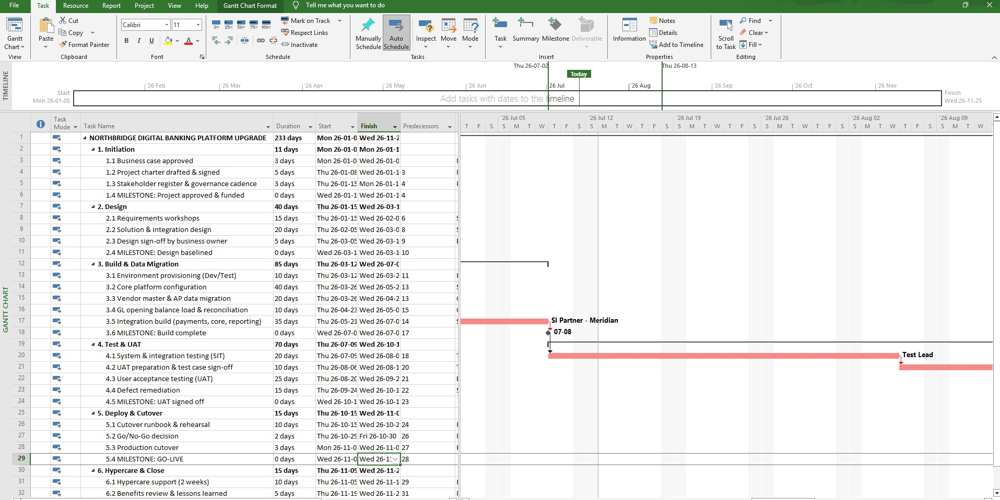 File Task Resource Report Project View Help Gantt Chart Format Tell me what you want to do
Gantt Chart
View
Paste
Cut
Copy
Format Painter
Clipboard
Calibri 11
B I U A
Font
0% 25% 50% 75% 100%
Mark on Track
Respect Links
Inactivate
Schedule
Manually Schedule
Auto Schedule
Inspect
Move
Mode
Tasks
Task
Summary
Milestone
Deliverable
Insert
Information
Notes
Details
Add to Timeline
Properties
Scroll to Task
Find
Clear
Fill
Editing
TIMELINE
Thu 26-07-02 Thu 26-08-13
Today
'26 Feb '26 Mar '26 Apr '26 May '26 Jun '26 Jul '26 Aug '26 Sep '26 Oct '26 Nov
Start
Mon 26-01-05
Add tasks with dates to the timeline
Finish
Wed 26-11-25
GANTT CHART
Task Mode Task Name Duration Start Finish Predecessors
'26 Jul 05 '26 Jul 12 '26 Jul 19 '26 Jul 26 '26 Aug 02 '26 Aug 09
T F S S M T W T F S S M T W T F S S M T W T F S S M T W T F S S M T W T F S S M T W
1 NORTHBRIDGE DIGITAL BANKING PLATFORM UPGRADE 233 days Mon 26-01-0 Wed 26-11-2
2 1. Initiation 11 days Mon 26-01-0 Mon 26-01-1
3 1.1 Business case approved 3 days Mon 26-01-0 Wed 26-01-0
4 1.2 Project charter drafted & signed 5 days Thu 26-01-08 Wed 26-01-1 3
5 1.3 Stakeholder register & governance cadence 3 days Thu 26-01-15 Mon 26-01-1 4
6 1.4 MILESTONE: Project approved & funded 0 days Wed 26-01-1 Wed 26-01-1 4
7 2. Design 40 days Thu 26-01-15 Wed 26-03-1
8 2.1 Requirements workshops 15 days Thu 26-01-15 Wed 26-02-0 6
9 2.2 Solution & integration design 20 days Thu 26-02-05 Wed 26-03-0 8
10 2.3 Design sign-off by business owner 5 days Thu 26-03-05 Wed 26-03-1 9
11 2.4 MILESTONE: Design baselined 0 days Wed 26-03-1 Wed 26-03-1 10
12 3. Build & Data Migration 85 days Thu 26-03-12 Wed 26-07-0
13 3.1 Environment provisioning (Dev/Test) 10 days Thu 26-03-12 Wed 26-03-2 11
14 3.2 Core platform configuration 40 days Thu 26-03-26 Wed 26-05-2 13
15 3.3 Vendor master & AP data migration 20 days Thu 26-03-26 Wed 26-04-2 13
16 3.4 GL opening balance load & reconciliation 10 days Thu 26-04-23 Wed 26-05-0 15
17 3.5 Integration build (payments, core, reporting) 35 days Thu 26-05-21 Wed 26-07-0 14 SI Partner - Meridian
18 3.6 MILESTONE: Build complete 0 days Wed 26-07-0 Wed 26-07-0 17 07-08
19 4. Test & UAT 70 days Thu 26-07-09 Wed 26-10-1
20 4.1 System & integration testing (SIT) 20 days Thu 26-07-09 Wed 26-08-0 18 Test Lead
21 4.2 UAT preparation & test case sign-off 10 days Thu 26-08-06 Wed 26-08-1 20
22 4.3 User acceptance testing (UAT) 25 days Thu 26-08-20 Wed 26-09-2 21
23 4.4 Defect remediation 15 days Thu 26-09-24 Wed 26-10-1 22
24 4.5 MILESTONE: UAT signed off 0 days Wed 26-10-1 Wed 26-10-1 23
25 5. Deploy & Cutover 15 days Thu 26-10-15 Wed 26-11-0
26 5.1 Cutover runbook & rehearsal 10 days Thu 26-10-15 Wed 26-10-2 24
27 5.2 Go/No-Go decision 2 days Thu 26-10-29 Fri 26-10-30 26
28 5.3 Production cutover 3 days Mon 26-11-0 Wed 26-11-0 27
29 5.4 MILESTONE: GO-LIVE 0 days Wed 26-11-0 Wed 26-11 28
30 6. Hypercare & Close 15 days Thu 26-11-05 Wed 26-11-2
31 6.1 Hypercare support (2 weeks) 10 days Thu 26-11-05 Wed 26-11-1 29
32 6.2 Benefits review & lessons learned 5 days Thu 26-11-19 Wed 26-11-2 31